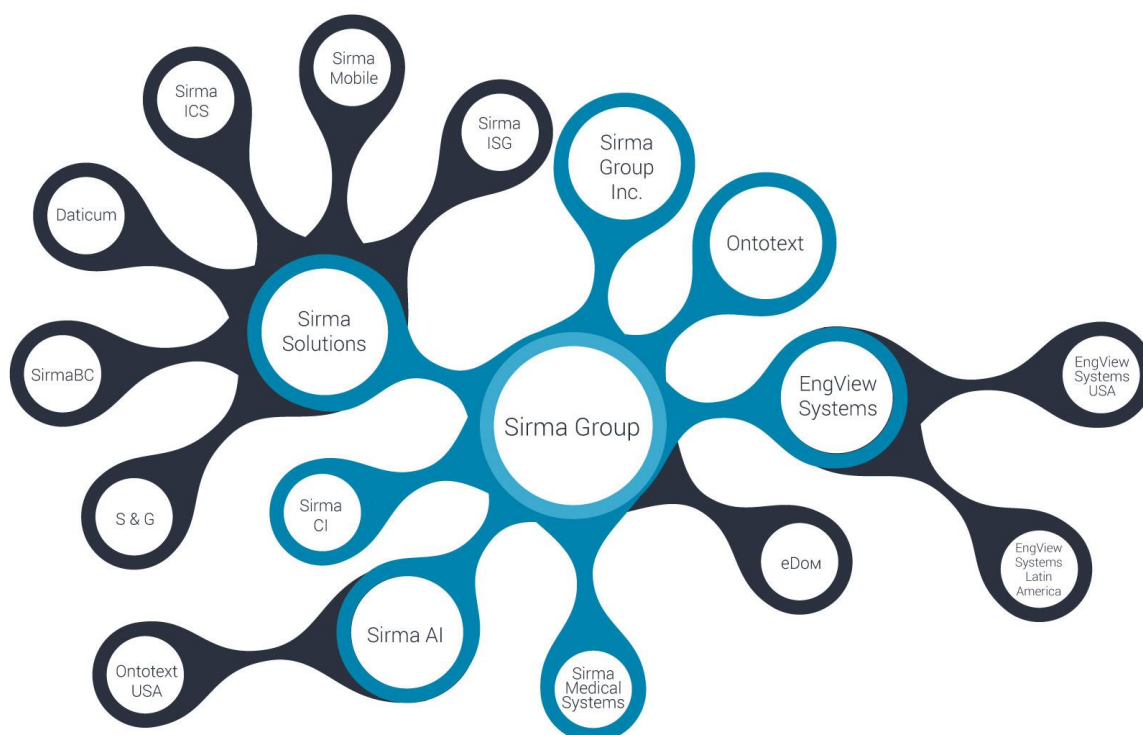 Sirma
Mobile
Sirma
ICS
Sirma
ISG
Sirma
Group
Inc.
Daticum
Ontotext
Sirma
Solutions
SirmaBC
EngView
Systems
EngView
Systems
USA
Sirma Group
S & G
Sirma
CI
eDoм
EngView
Systems
Latin
America
Sirma AI
Ontotext
USA
Sirma
Medical
Systems